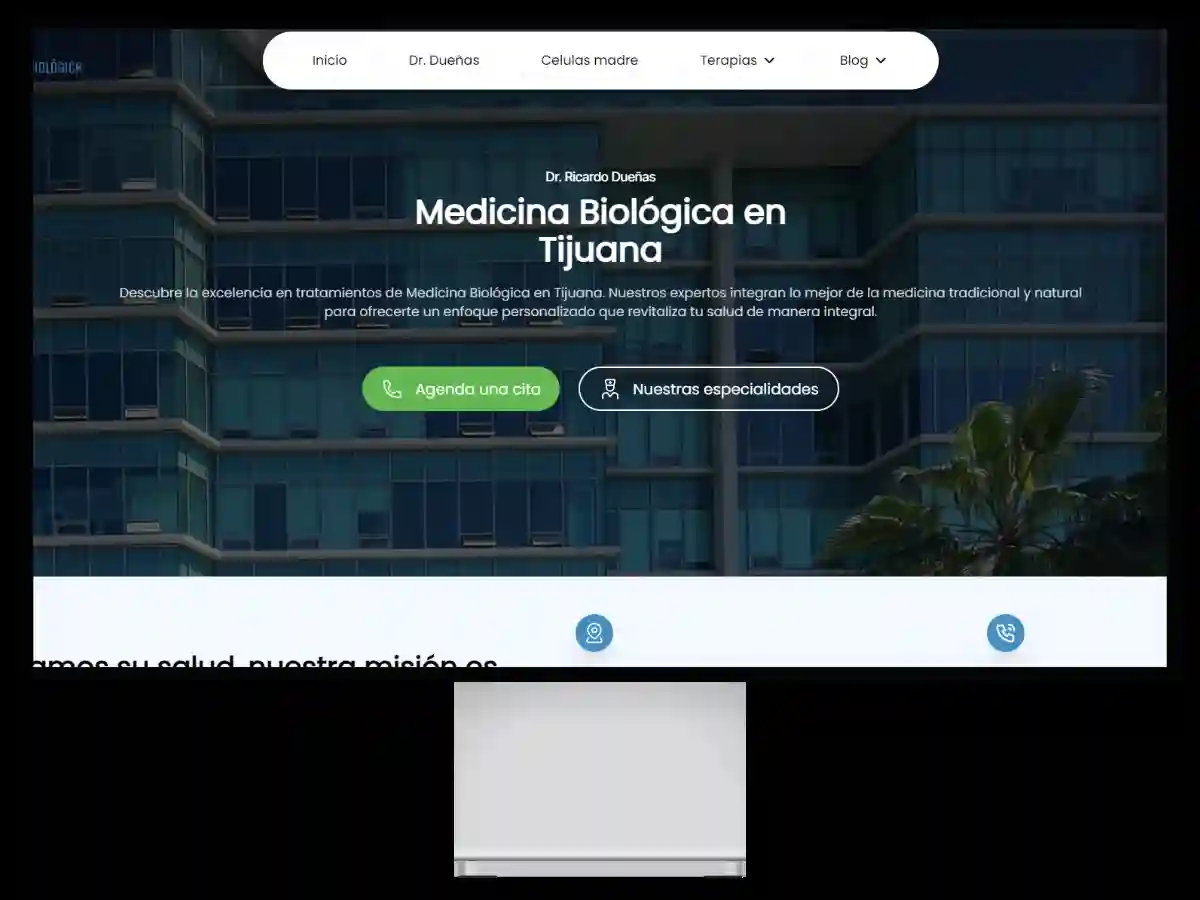 Inicio
Dr. Dueñas
Celulas madre
Terapias
Blog
Dr. Ricardo Dueñas
Medicina Biológica en
Tijuana
Descubre la excelencia en tratamientos de Medicina Biológica en Tijuana. Nuestros expertos integran lo mejor de la medicina tradicional y natural
para ofrecerte un enfoque personalizado que revitaliza tu salud de manera integral.
Agenda una cita
Nuestras especialidades
su salud, nuestra misión es